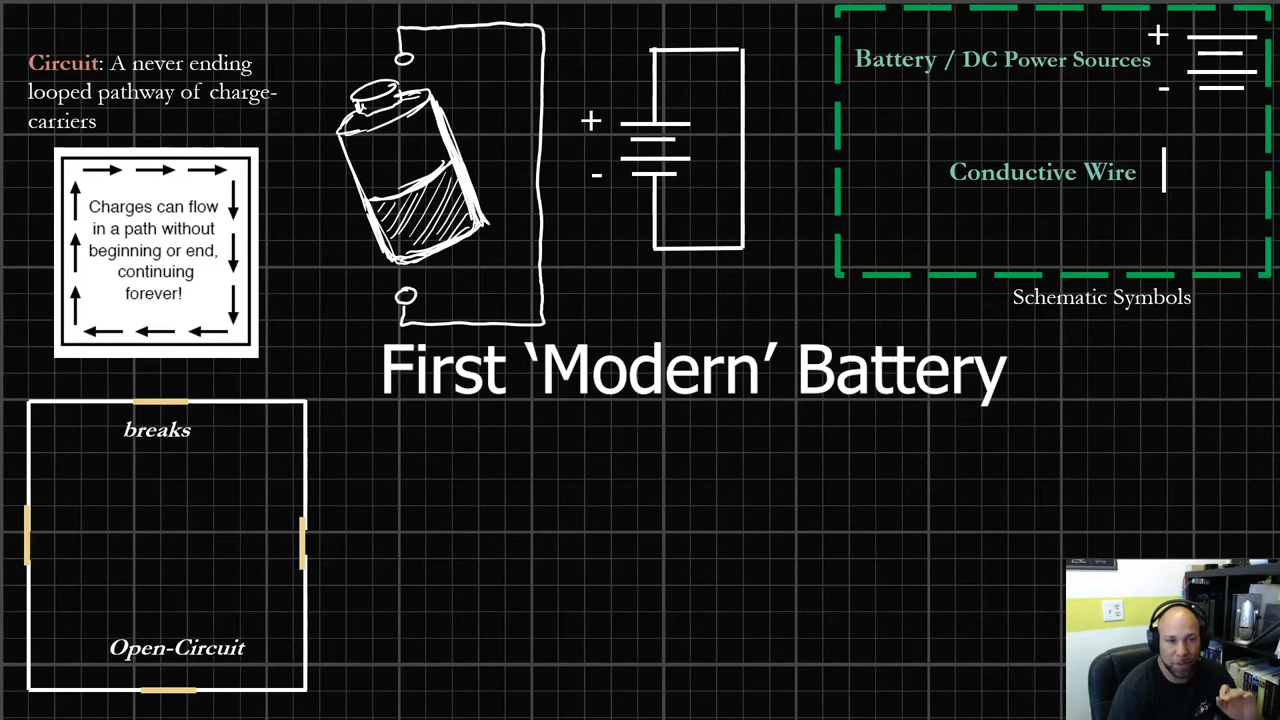 Circuit: A never ending
looped pathway of charge-
carriers
Charges can flow
in a path without
beginning or end,
continuing
forever!
+
-
Battery / DC Power Sources
+
-
Conductive Wire
Schematic Symbols
First ‘Modern’ Battery
breaks
Open-Circuit